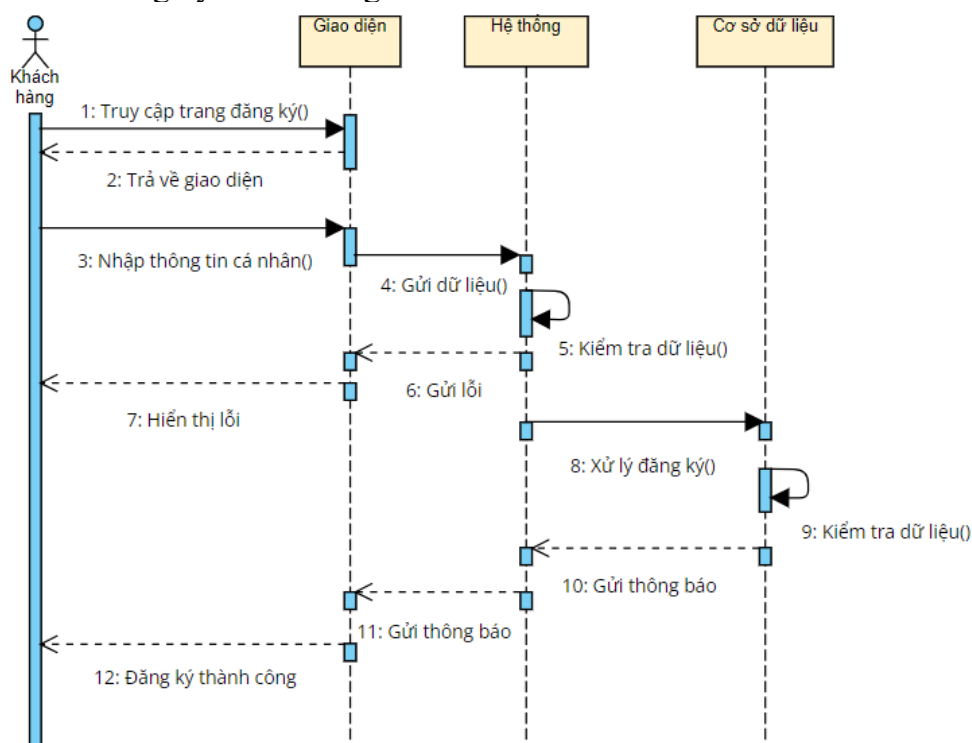 Giao diện
Hệ thống
Cơ sở dữ liệu
Khách
hàng
1: Truy cập trang đăng ký()
2: Trả về giao diện
3: Nhập thông tin cá nhân()
4: Gửi dữ liệu()
5: Kiểm tra dữ liệu()
6: Gửi lỗi
7: Hiển thị lỗi
8: Xử lý đăng ký()
9: Kiểm tra dữ liệu()
10: Gửi thông báo
11: Gửi thông báo
12: Đăng ký thành công